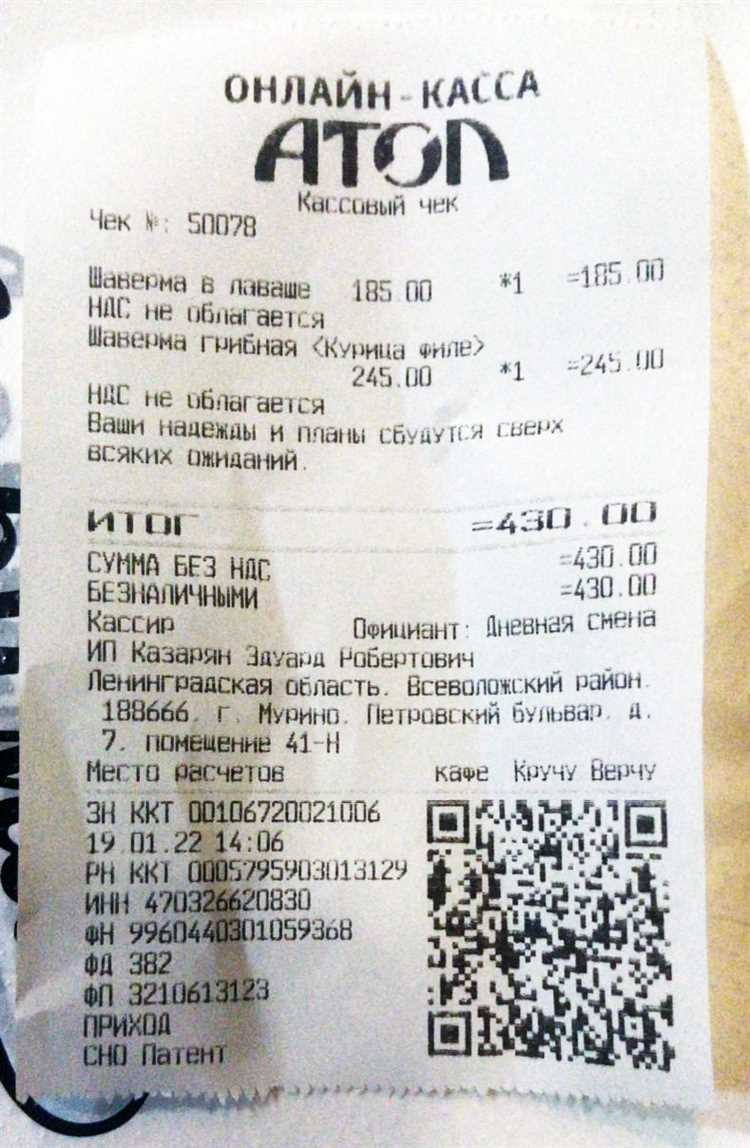 ОНЛАЙН-КАССА
АТОЛ
Кассовый чек
Чек №: 50078
Шаверма в лаваше 185.00 *1 =185.00
НДС не облагается
Шаверма грибная <Курица филе>
245.00 *1 =245.00
НДС не облагается
Ваши надежды и планы сбудутся сверх
всяких ожиданий.
ИТОГ =430.00
СУММА БЕЗ НДС =430.00
БЕЗНАЛИЧНЫМИ =430.00
Кассир Официант: Дневная смена
ИП Казарян Эдуард Робертович
Ленинградская область, Всеволожский район,
188666, г. Мурино, Петровский бульвар, д.
7, помещение 41-Н
Место расчетов кафе Кручу Верчу
ЗН ККТ 00106720021006
19.01.22 14:06
РН ККТ 0005795903013129
ИНН 470326620830
ФН 9960440301059368
ФД 382
ФП 3210613123
ПРИХОД
СНО Патент